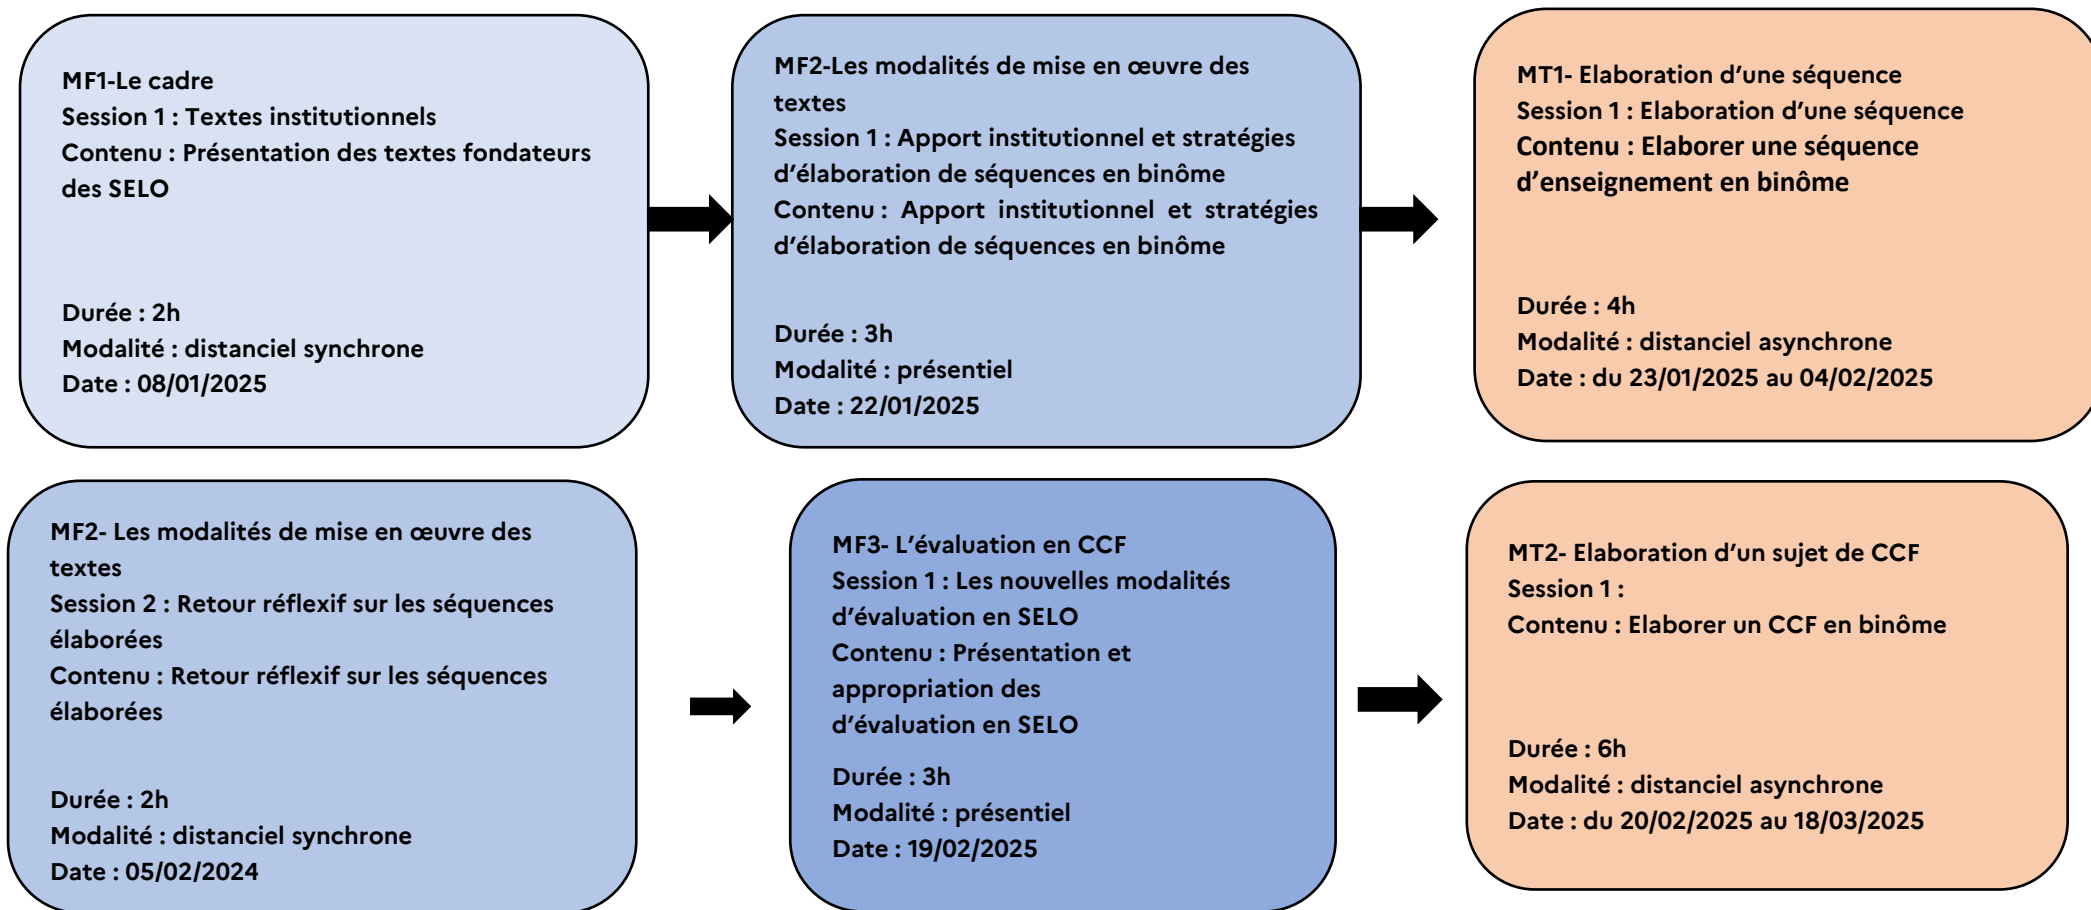 MF1-Le cadre
Session 1 : Textes institutionnels
Contenu : Présentation des textes fondateurs
des SELO
Durée : 2h
Modalité : distanciel synchrone
Date : 08/01/2025
MF2-Les modalités de mise en œuvre des
textes
Session 1 : Apport institutionnel et stratégies
d’élaboration de séquences en binôme
Contenu : Apport institutionnel et stratégies
d’élaboration de séquences en binôme
Durée : 3h
Modalité : présentiel
Date : 22/01/2025
MT1- Elaboration d’une séquence
Session 1 : Elaboration d’une séquence
Contenu : Elaborer une séquence
d’enseignement en binôme
Durée : 4h
Modalité : distanciel asynchrone
Date : du 23/01/2025 au 04/02/2025
MF2- Les modalités de mise en œuvre des
textes
Session 2 : Retour réflexif sur les séquences
élaborées
Contenu : Retour réflexif sur les séquences
élaborées
Durée : 2h
Modalité : distanciel synchrone
Date : 05/02/2024
MF3- L’évaluation en CCF
Session 1 : Les nouvelles modalités
d’évaluation en SELO
Contenu : Présentation et
appropriation des
d’évaluation en SELO
Durée : 3h
Modalité : présentiel
Date : 19/02/2025
MT2- Elaboration d’un sujet de CCF
Session 1 :
Contenu : Elaborer un CCF en binôme
Durée : 6h
Modalité : distanciel asynchrone
Date : du 20/02/2025 au 18/03/2025